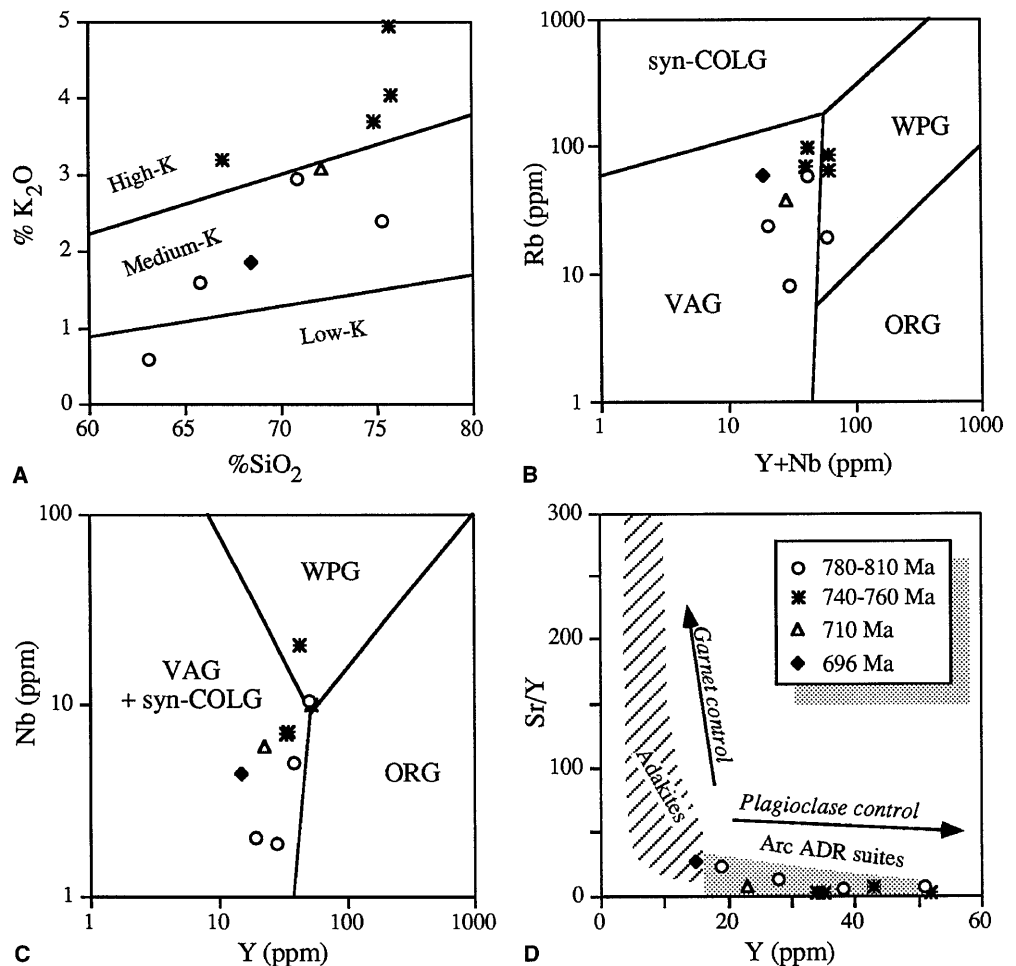 5
4
3
2
1
0
60
65
70
75
80
% K2O
%SiO2
High-K
Medium-K
Low-K
A
1000
100
10
1
1
10
100
1000
Rb (ppm)
Y+Nb (ppm)
syn-COLG
WPG
VAG
ORG
B
100
10
1
1
10
100
1000
Nb (ppm)
Y (ppm)
WPG
VAG
+ syn-COLG
ORG
C
300
200
100
0
0
20
40
60
Sr/Y
Y (ppm)
780-810 Ma
740-760 Ma
710 Ma
696 Ma
Garnet control
Adakites
Plagioclase control
Arc ADR suites
D